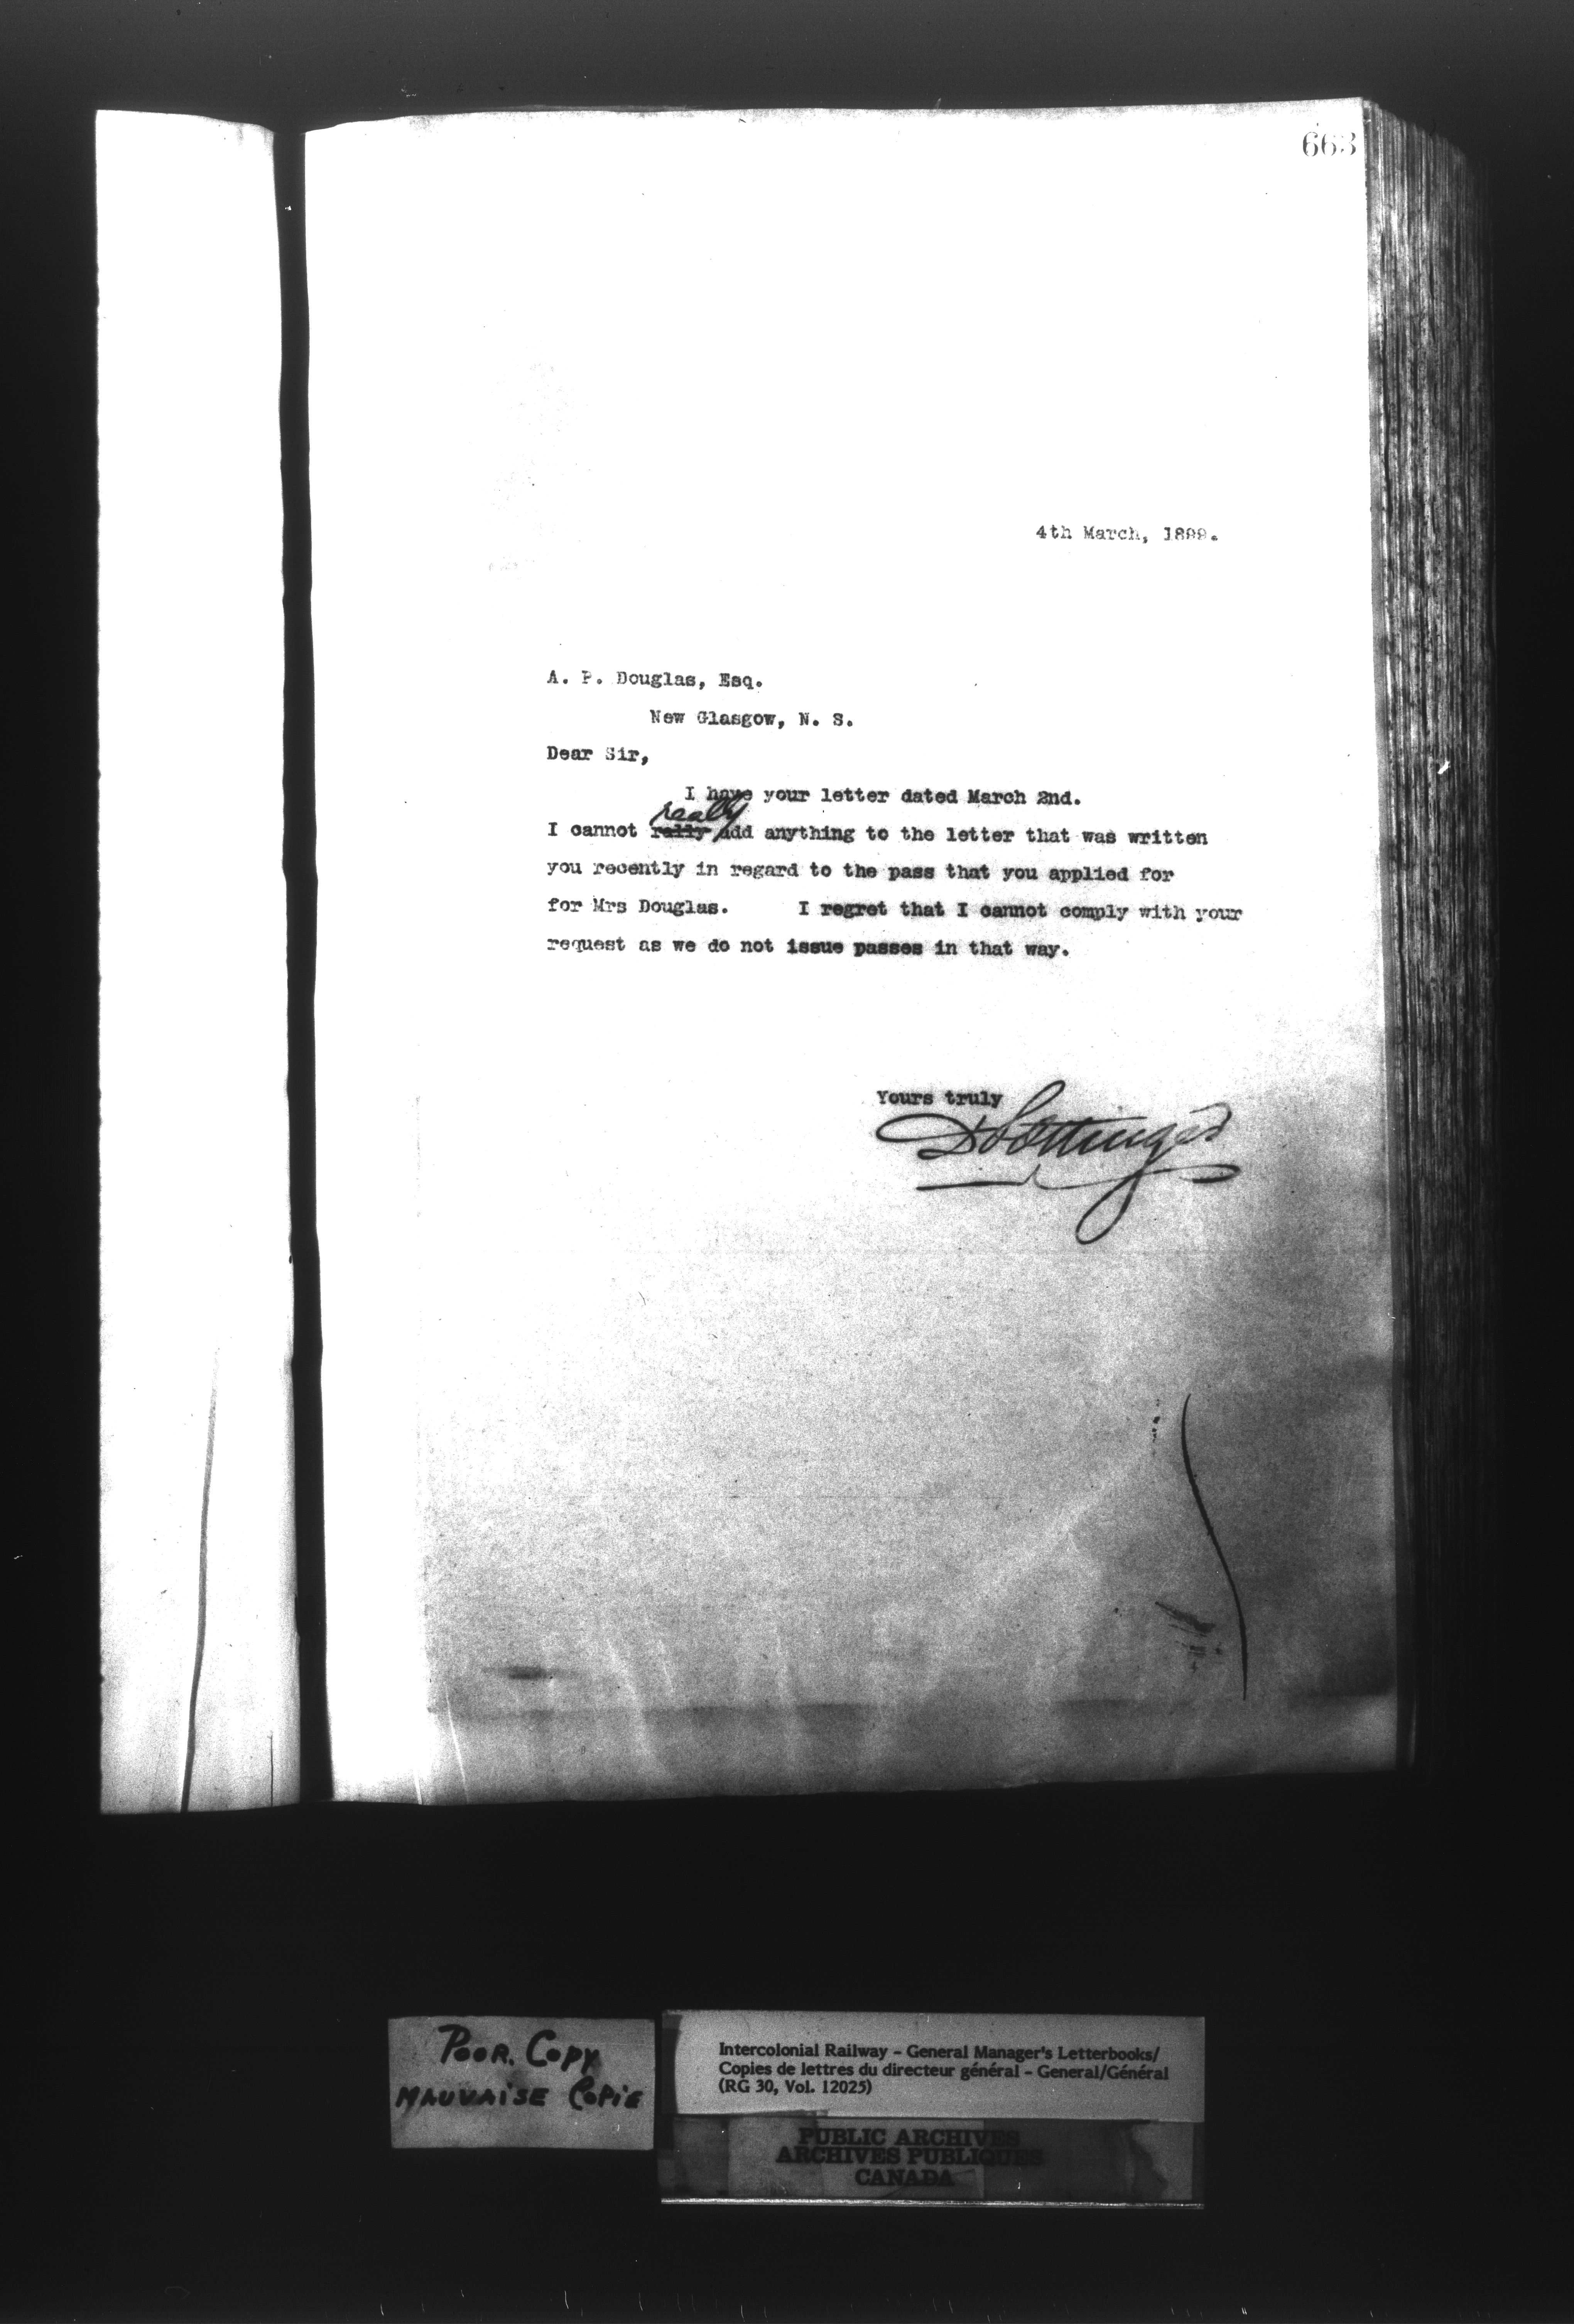 663
4th March, 1899.
A. P. Douglas, Esq.
New Glasgow, N. S.
Dear Sir,
I have your letter dated March 2nd.
really
I cannot rally add anything to the letter that was written
you recently in regard to the pass that you applied for
for Mrs Douglas. I regret that I cannot comply with your
request as we do not issue passes in that way.
Yours truly
D Pottinger
POOR. COPY
MAUVAISE COPIE
Intercolonial Railway – General Manager's Letterbooks/
Copies de lettres du directeur général – General/Général
(RG 30, Vol. 12025)
PUBLIC ARCHIVES
ARCHIVES PUBLIQUES
CANADA